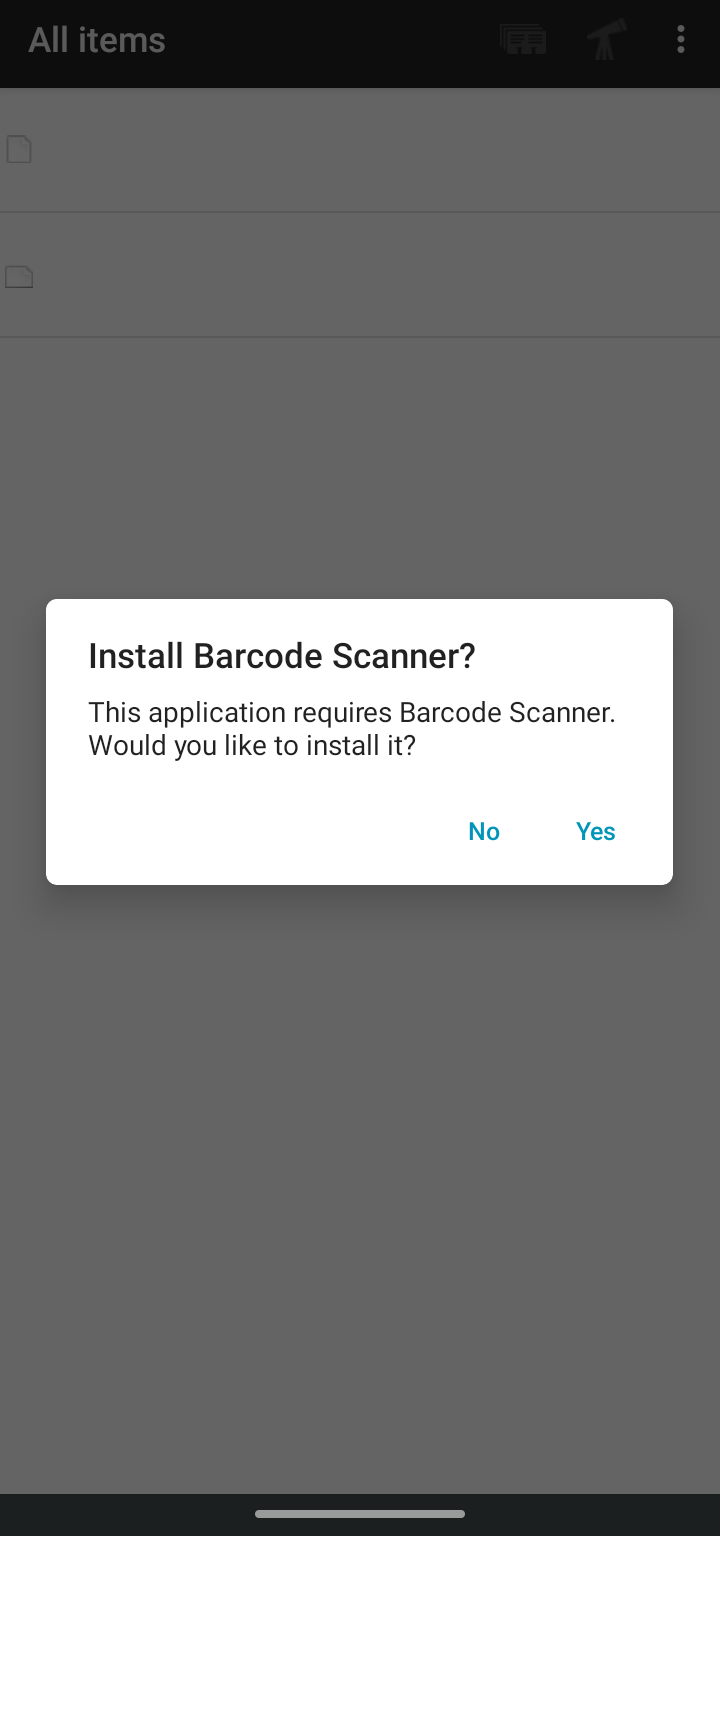 All items
Install Barcode Scanner?
This application requires Barcode Scanner.
Would you like to install it?
No
Yes